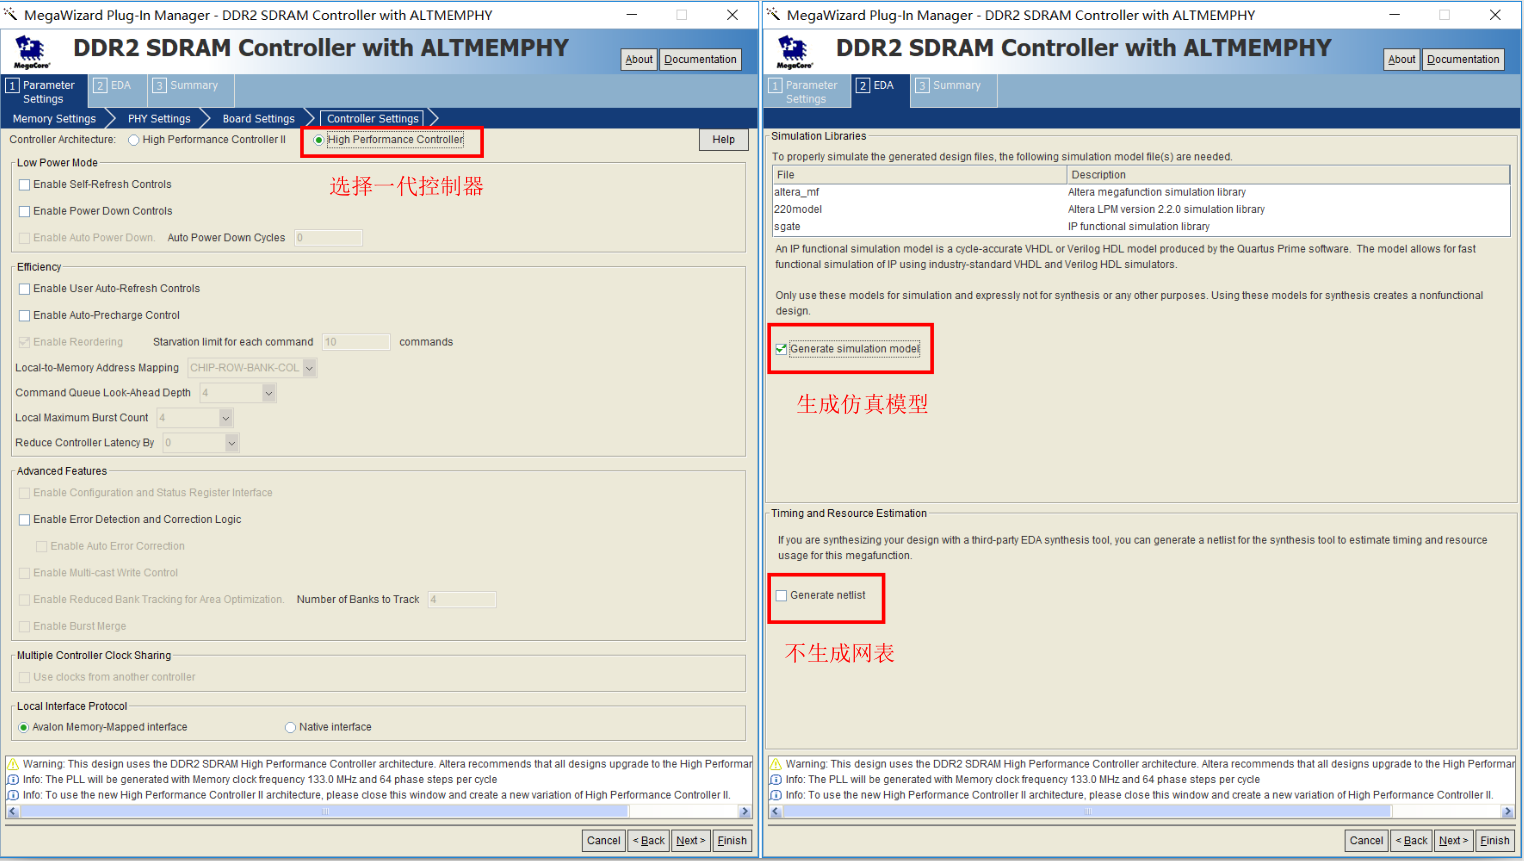 MegaWizard Plug-In Manager - DDR2 SDRAM Controller with ALTMEMPHY
MegaCore®
DDR2 SDRAM Controller with ALTMEMPHY
About
Documentation
1 Parameter Settings
2 EDA
3 Summary
Memory Settings
PHY Settings
Board Settings
Controller Settings
Controller Architecture:
High Performance Controller II
High Performance Controller
Help
选择一代控制器
Low Power Mode
Enable Self-Refresh Controls
Enable Power Down Controls
Enable Auto Power Down.
Auto Power Down Cycles
0
Efficiency
Enable User Auto-Refresh Controls
Enable Auto-Precharge Control
Enable Reordering
Starvation limit for each command
10
commands
Local-to-Memory Address Mapping
CHIP-ROW-BANK-COL
Command Queue Look-Ahead Depth
4
Local Maximum Burst Count
4
Reduce Controller Latency By
0
Advanced Features
Enable Configuration and Status Register Interface
Enable Error Detection and Correction Logic
Enable Auto Error Correction
Enable Multi-cast Write Control
Enable Reduced Bank Tracking for Area Optimization.
Number of Banks to Track
4
Enable Burst Merge
Multiple Controller Clock Sharing
Use clocks from another controller
Local Interface Protocol
Avalon Memory-Mapped interface
Native interface
Warning: This design uses the DDR2 SDRAM High Performance Controller architecture. Altera recommends that all designs upgrade to the High Performar
Info: The PLL will be generated with Memory clock frequency 133.0 MHz and 64 phase steps per cycle
Info: To use the new High Performance Controller II architecture, please close this window and create a new variation of High Performance Controller II.
Cancel
< Back
Next >
Finish
MegaWizard Plug-In Manager - DDR2 SDRAM Controller with ALTMEMPHY
MegaCore®
DDR2 SDRAM Controller with ALTMEMPHY
About
Documentation
1 Parameter Settings
2 EDA
3 Summary
Simulation Libraries
To properly simulate the generated design files, the following simulation model file(s) are needed.
File
Description
altera_mf
Altera megafunction simulation library
220model
Altera LPM version 2.2.0 simulation library
sgate
IP functional simulation library
An IP functional simulation model is a cycle-accurate VHDL or Verilog HDL model produced by the Quartus Prime software. The model allows for fast
functional simulation of IP using industry-standard VHDL and Verilog HDL simulators.
Only use these models for simulation and expressly not for synthesis or any other purposes. Using these models for synthesis creates a nonfunctional
design.
Generate simulation model
生成仿真模型
Timing and Resource Estimation
If you are synthesizing your design with a third-party EDA synthesis tool, you can generate a netlist for the synthesis tool to estimate timing and resource
usage for this megafunction.
Generate netlist
不生成网表
Warning: This design uses the DDR2 SDRAM High Performance Controller architecture. Altera recommends that all designs upgrade to the High Performar
Info: The PLL will be generated with Memory clock frequency 133.0 MHz and 64 phase steps per cycle
Info: To use the new High Performance Controller II architecture, please close this window and create a new variation of High Performance Controller II.
Cancel
< Back
Next >
Finish